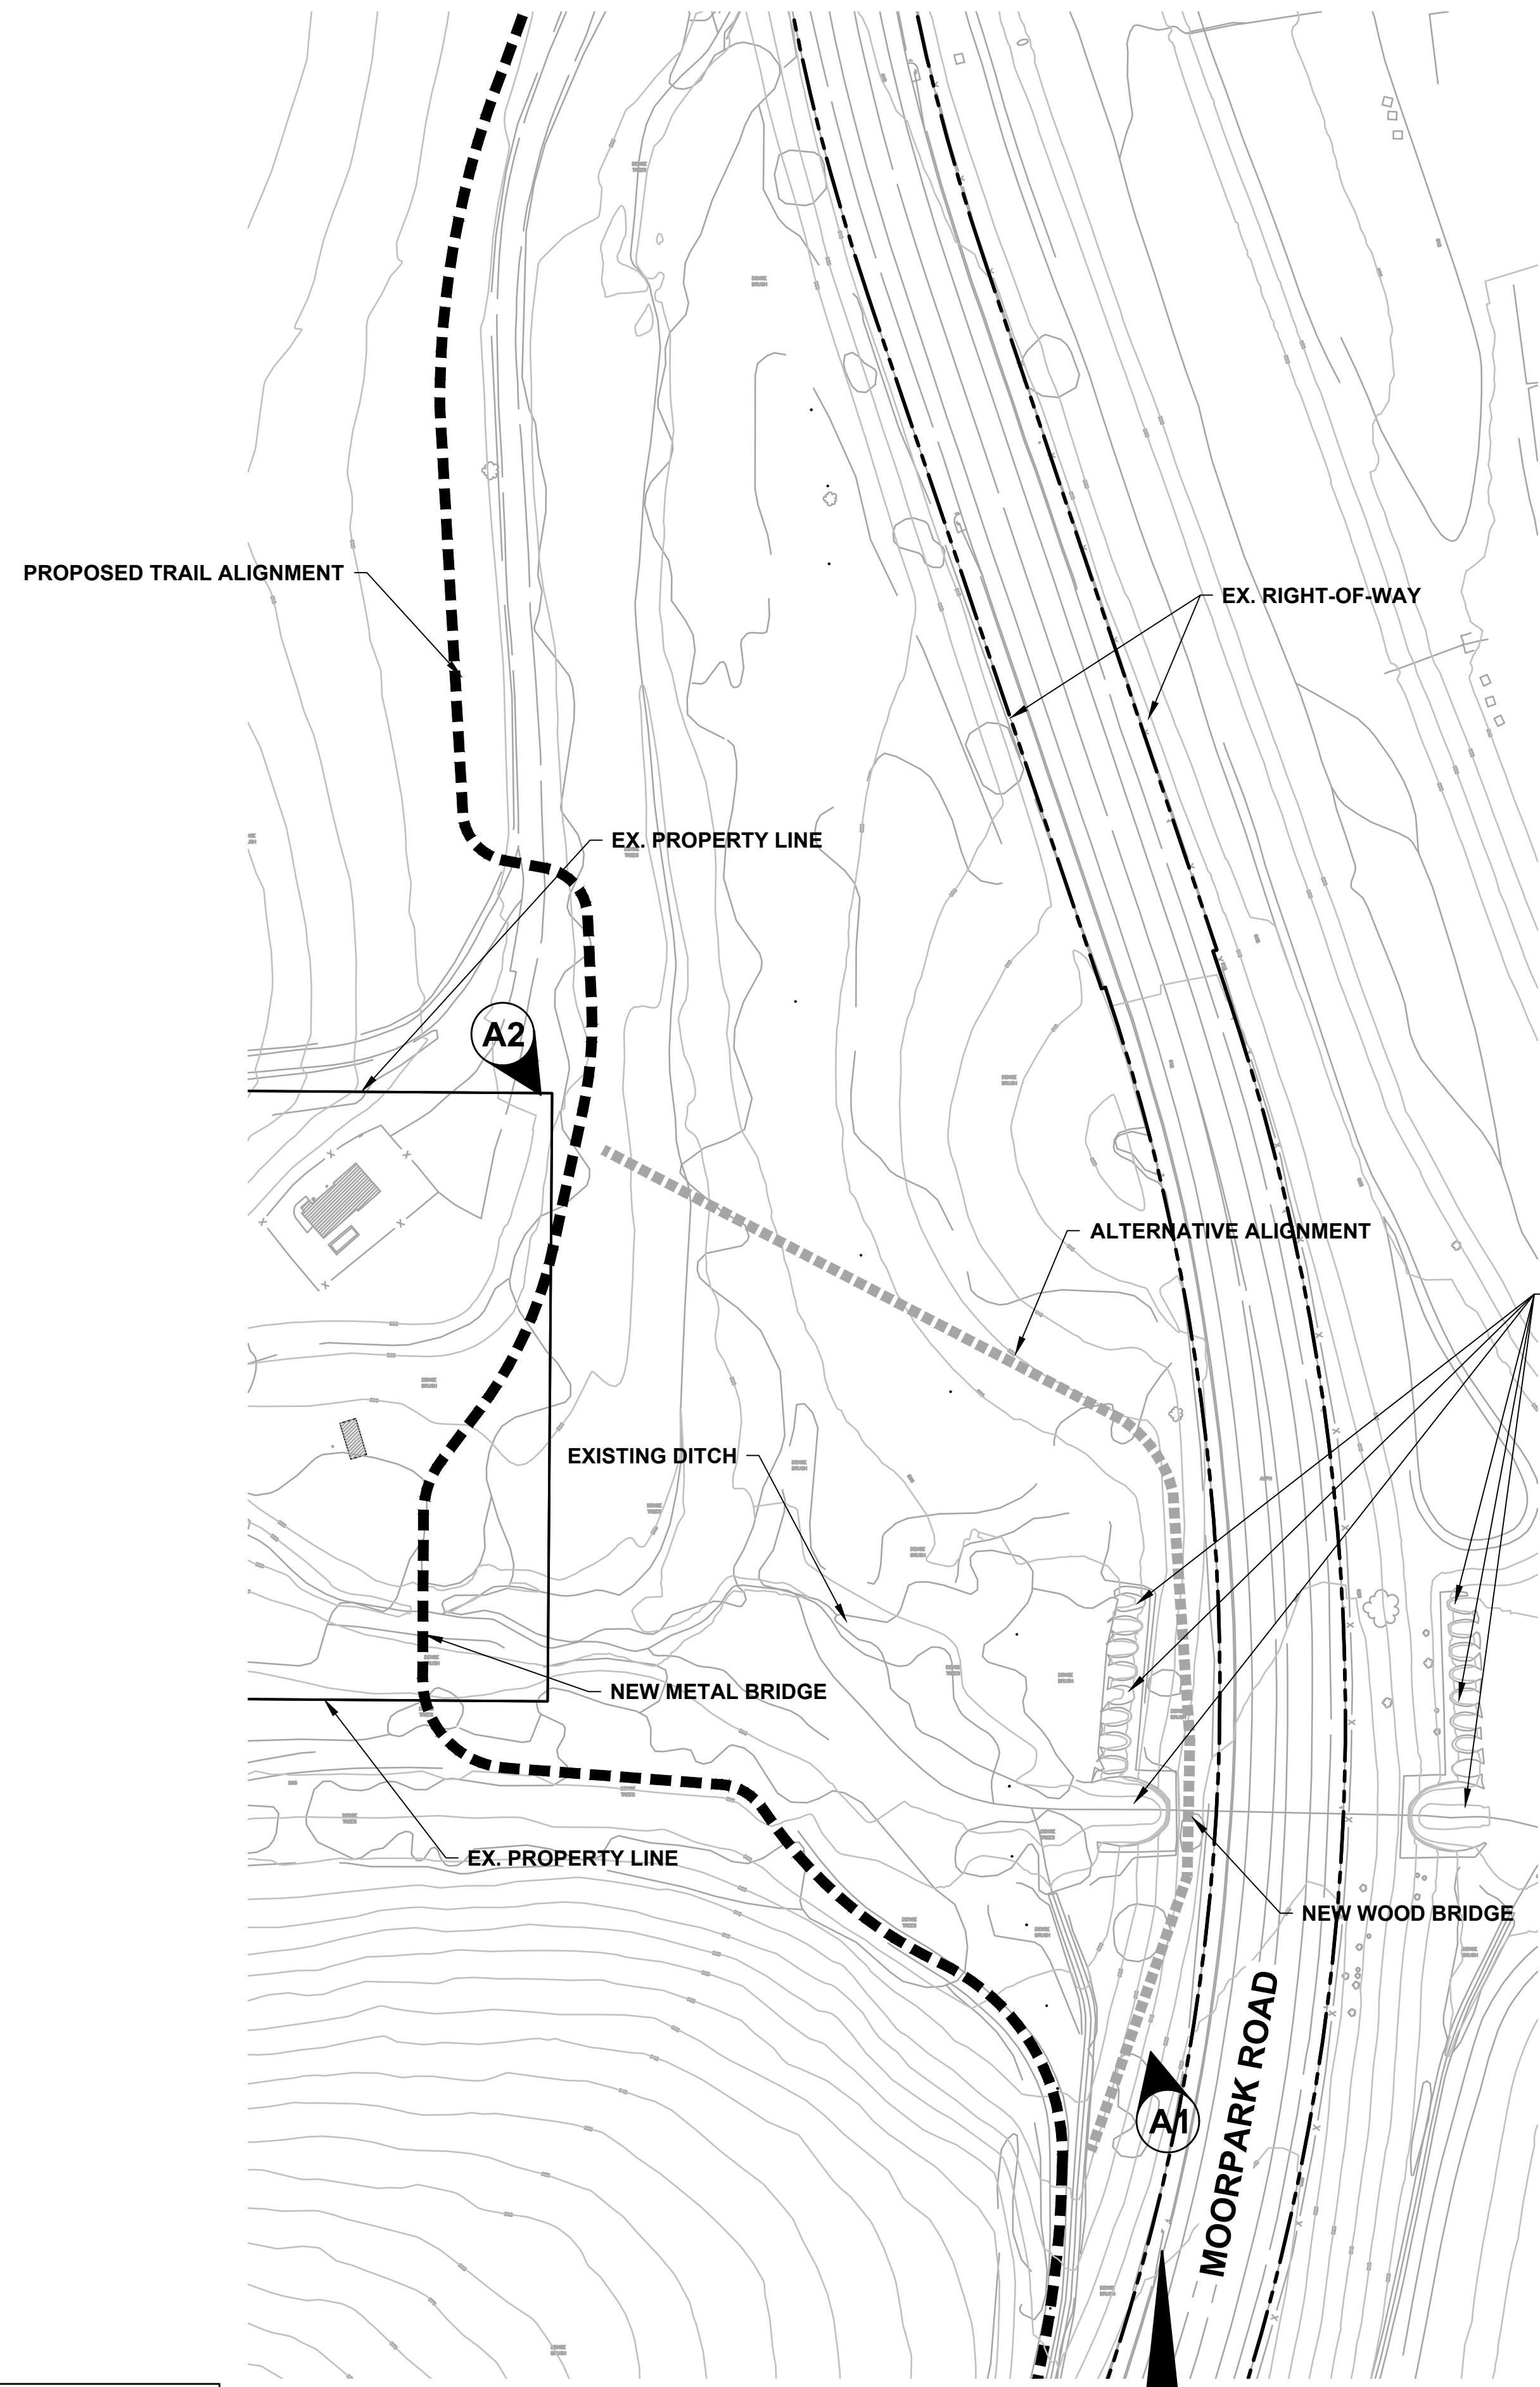 PROPOSED TRAIL ALIGNMENT
EX. RIGHT-OF-WAY
EX. PROPERTY LINE
A2
ALTERNATIVE ALIGNMENT
EXISTING DITCH
NEW METAL BRIDGE
EX. PROPERTY LINE
NEW WOOD BRIDGE
MOORPARK ROAD
A1